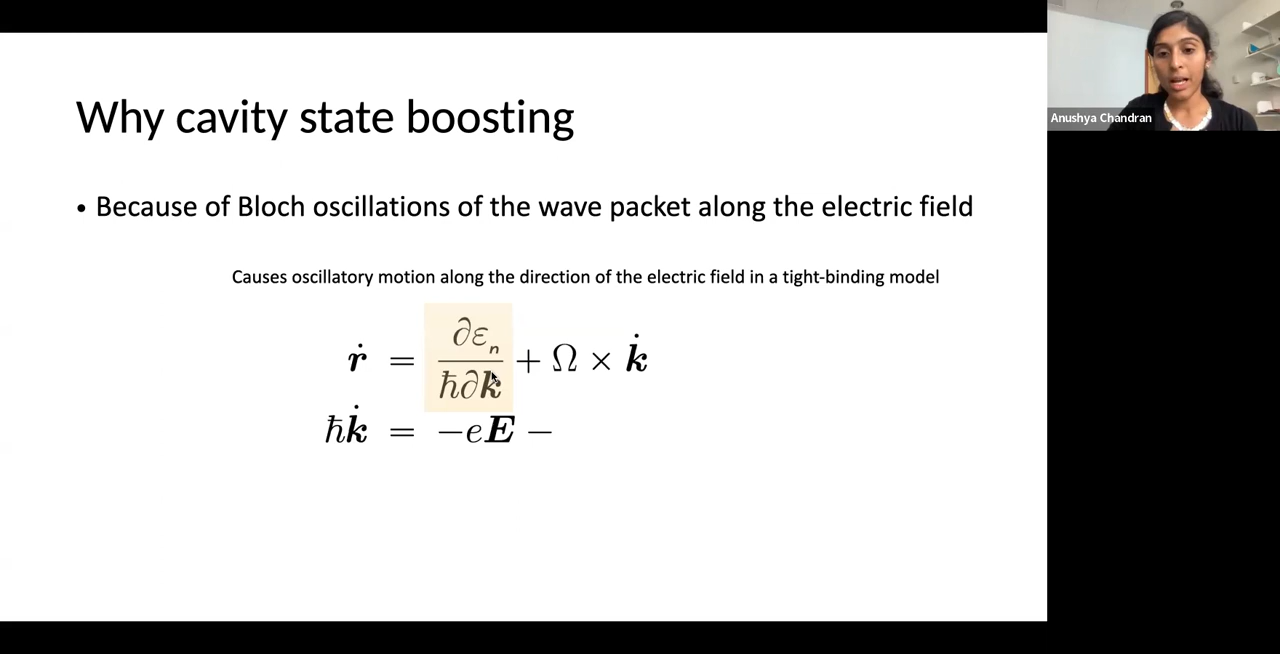 Why cavity state boosting
Anushya Chandran
• Because of Bloch oscillations of the wave packet along the electric field
Causes oscillatory motion along the direction of the electric field in a tight-binding model
ṙ = ∂εₙ / ℏ∂k + Ω × k̇
ℏk̇ = −eE −